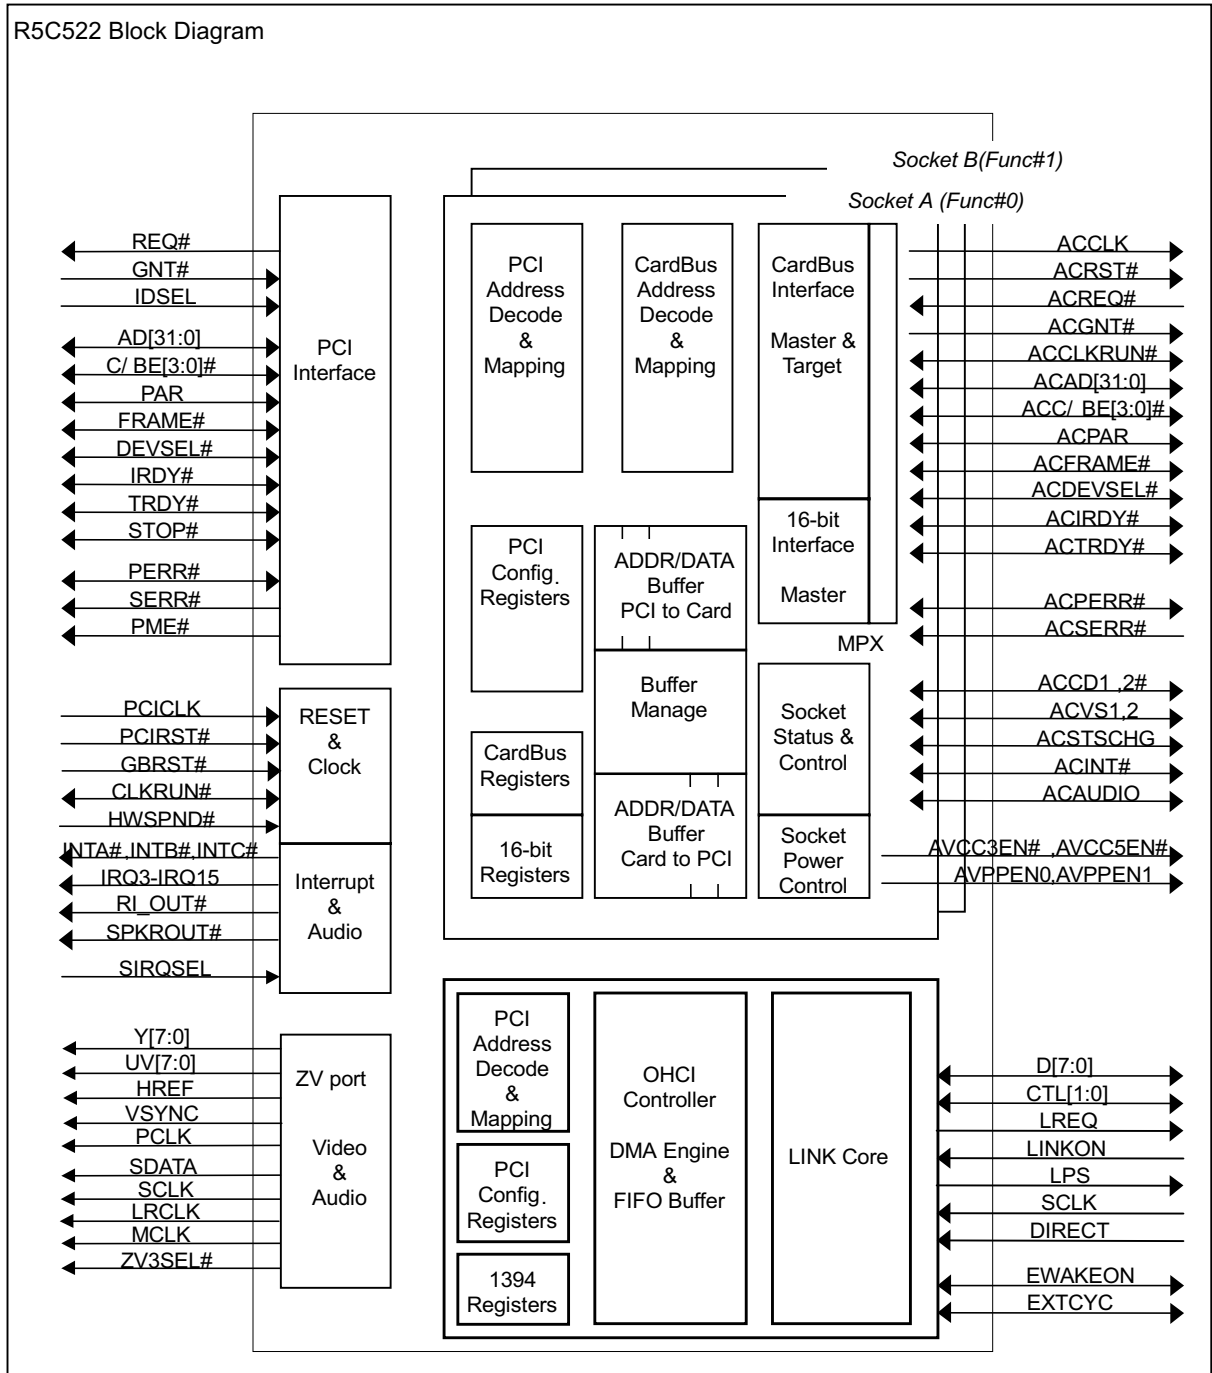 R5C522 Block Diagram
Socket B(Func#1)
Socket A (Func#0)
REQ#
GNT#
IDSEL
AD[31:0]
C/ BE[3:0]#
PAR
FRAME#
DEVSEL#
IRDY#
TRDY#
STOP#
PERR#
SERR#
PME#
PCI
Interface
PCICLK
PCIRST#
GBRST#
CLKRUN#
HWSPND#
RESET
&
Clock
INTA#,INTB#,INTC#
IRQ3-IRQ15
RI_OUT#
SPKROUT#
SIRQSEL
Interrupt
&
Audio
Y[7:0]
UV[7:0]
HREF
VSYNC
PCLK
SDATA
SCLK
LRCLK
MCLK
ZV3SEL#
ZV port
Video
&
Audio
PCI
Address
Decode
&
Mapping
CardBus
Address
Decode
&
Mapping
CardBus
Interface
Master &
Target
16-bit
Interface
Master
MPX
PCI
Config.
Registers
ADDR/DATA
Buffer
PCI to Card
Buffer
Manage
ADDR/DATA
Buffer
Card to PCI
CardBus
Registers
16-bit
Registers
Socket
Status &
Control
Socket
Power
Control
ACCLK
ACRST#
ACREQ#
ACGNT#
ACCLKRUN#
ACAD[31:0]
ACC/ BE[3:0]#
ACPAR
ACFRAME#
ACDEVSEL#
ACIRDY#
ACTRDY#
ACPERR#
ACSERR#
ACCD1 ,2#
ACVS1,2
ACSTSCHG
ACINT#
ACAUDIO
AVCC3EN# ,AVCC5EN#
AVPPEN0,AVPPEN1
PCI
Address
Decode
&
Mapping
PCI
Config.
Registers
1394
Registers
OHCI
Controller
DMA Engine
&
FIFO Buffer
LINK Core
D[7:0]
CTL[1:0]
LREQ
LINKON
LPS
SCLK
DIRECT
EWAKEON
EXTCYC